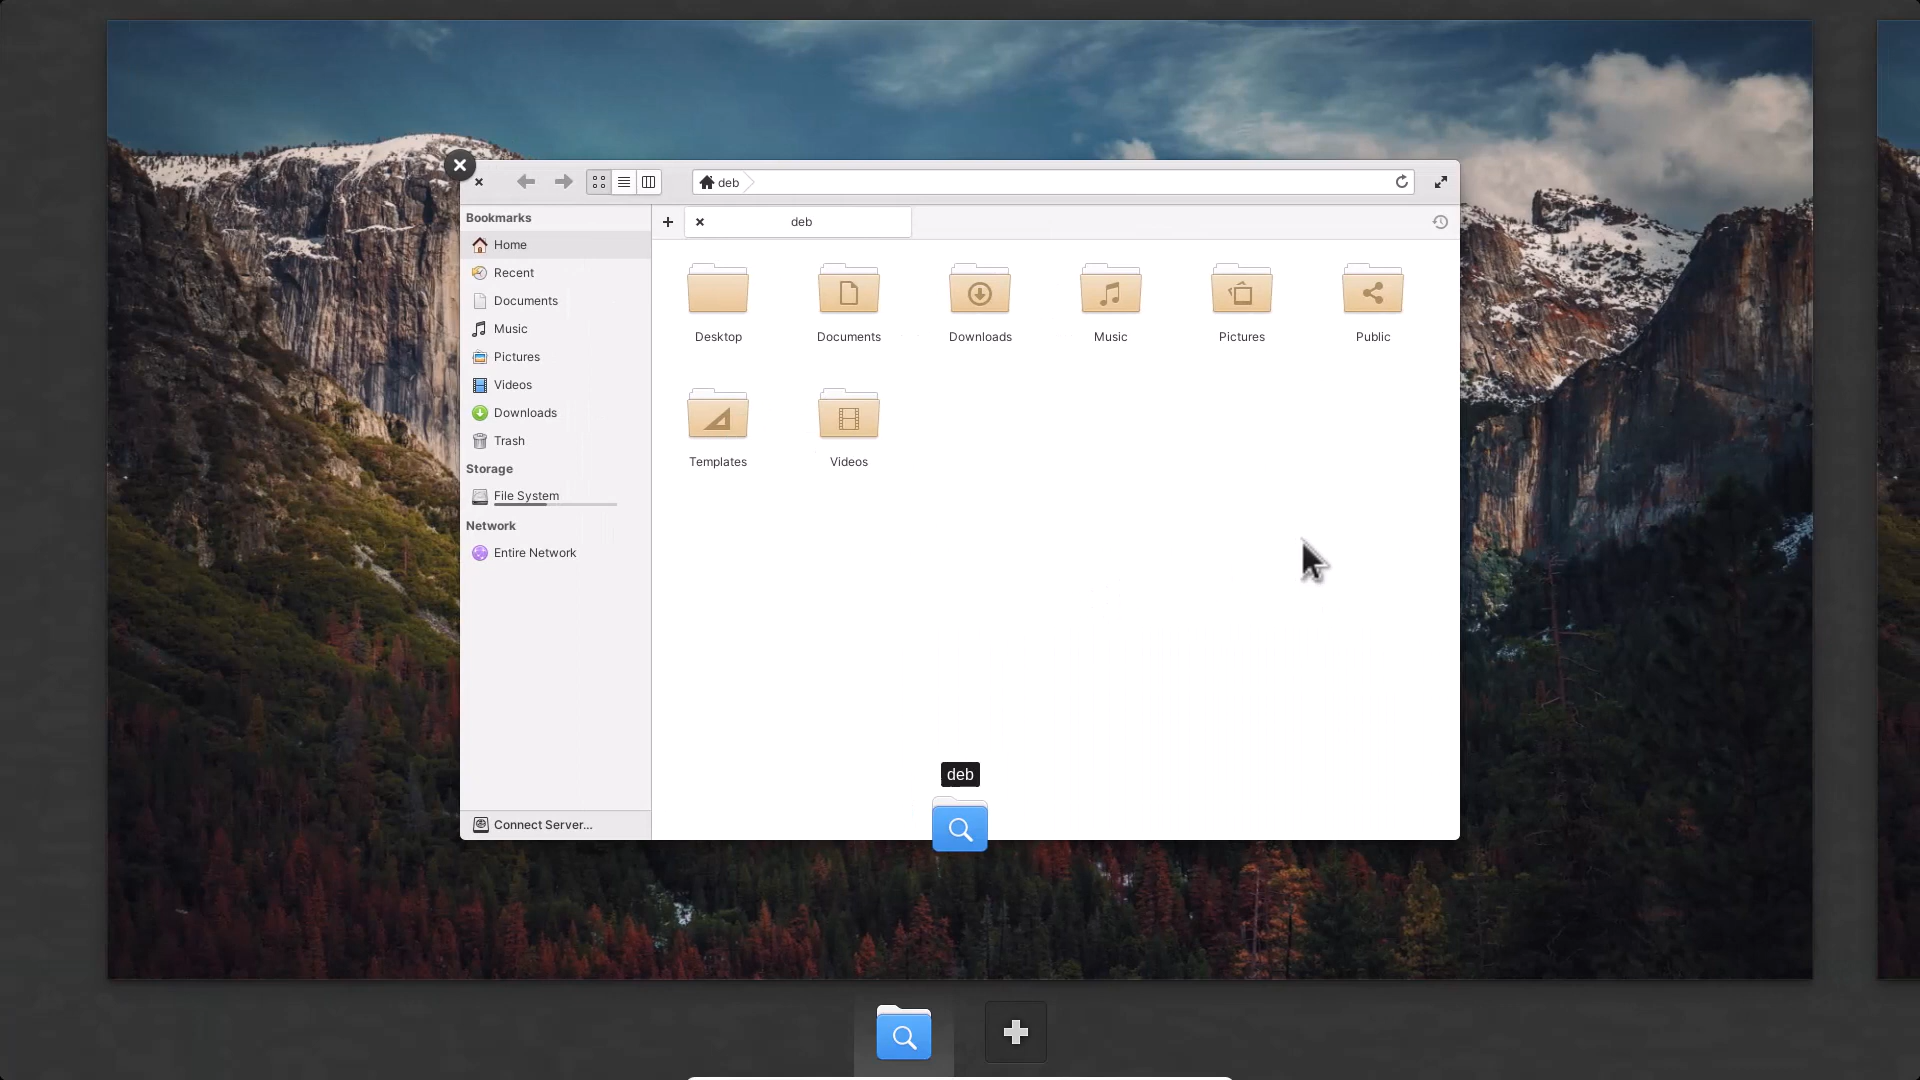 deb
Bookmarks
deb
Home
Recent
Documents
Music
Pictures
Videos
Downloads
Trash
Storage
File System
Network
Entire Network
Connect Server...
Desktop
Documents
Downloads
Music
Pictures
Public
Templates
Videos
deb